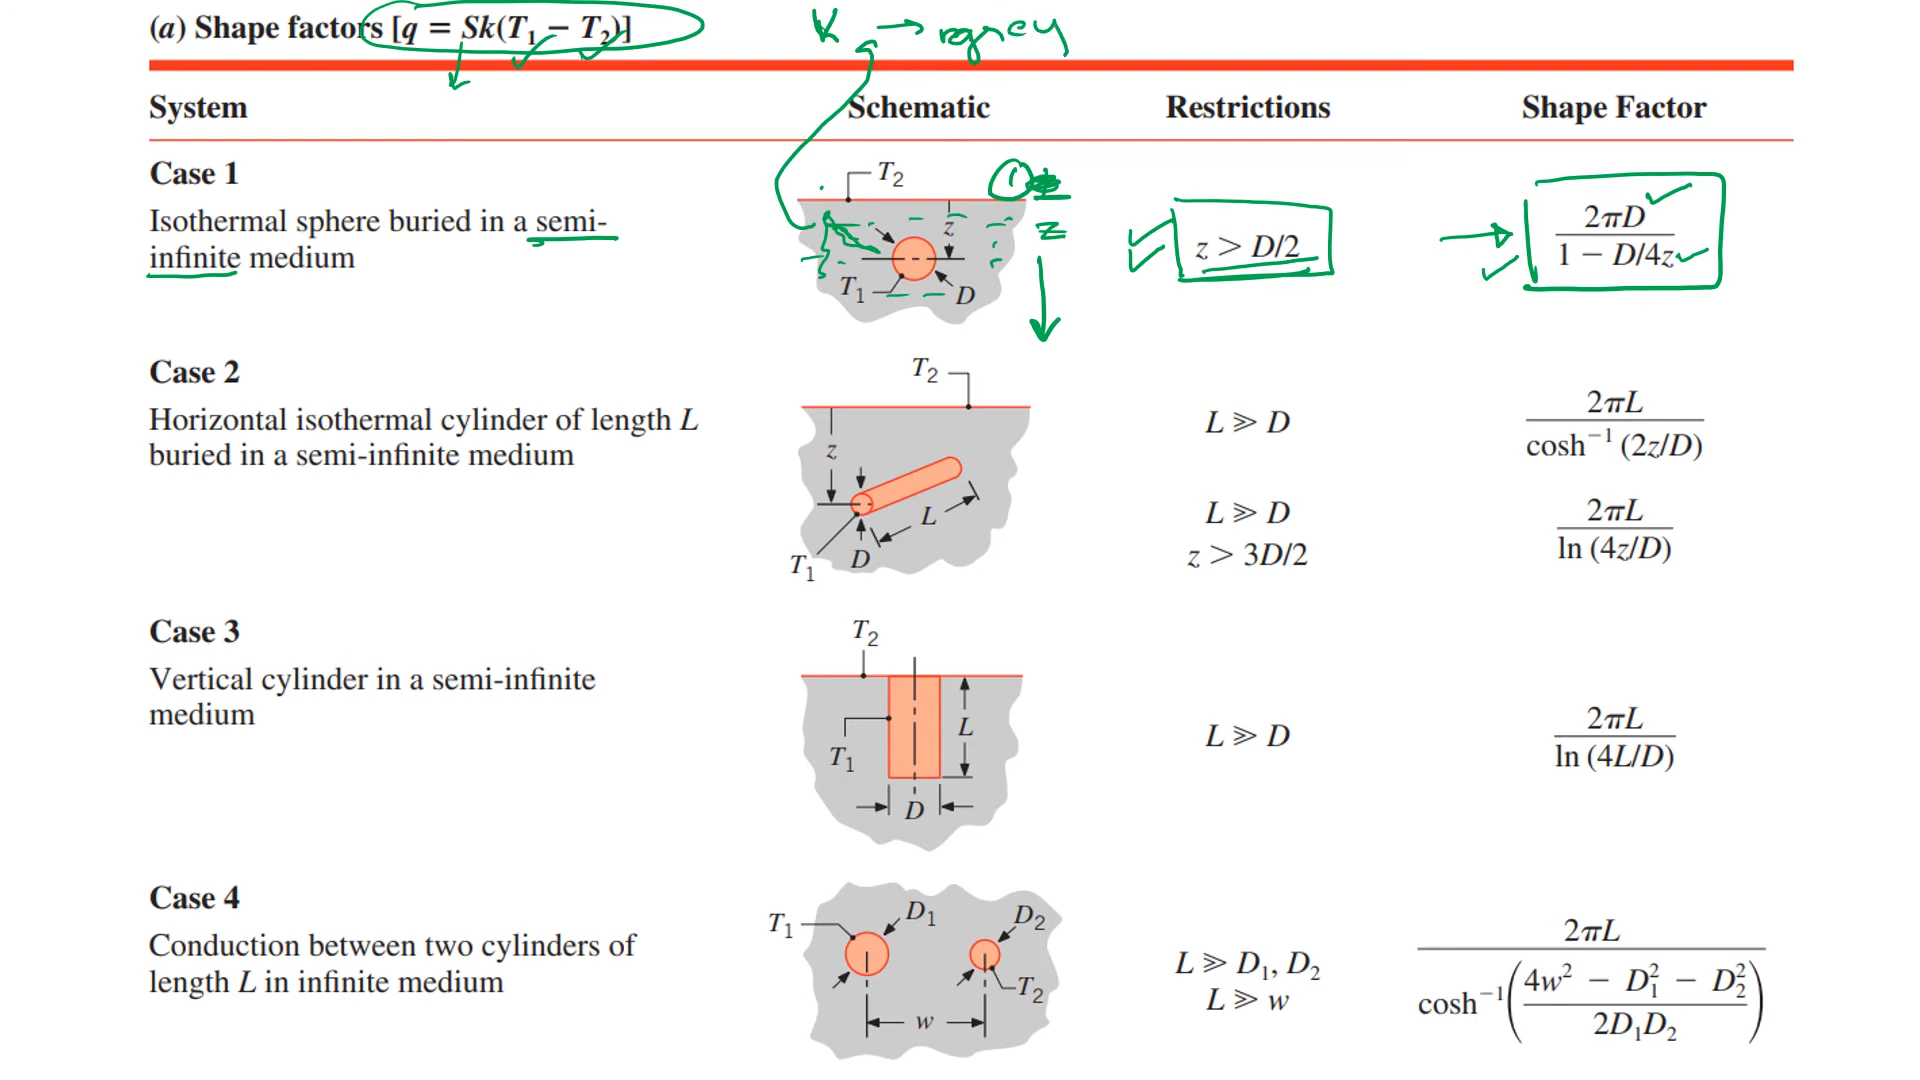 (a) Shape factors [q = Sk(T₁ − T₂)]
K → regney
System Schematic Restrictions Shape Factor
Case 1
Isothermal sphere buried in a semi-
infinite medium
T₂
z
T₁
D
①
z
z > D/2
2πD
1 − D/4z
Case 2
Horizontal isothermal cylinder of length L
buried in a semi-infinite medium
T₂
z
L
T₁
D
L ≫ D
2πL
cosh⁻¹ (2z/D)
L ≫ D
z > 3D/2
2πL
ln (4z/D)
Case 3
Vertical cylinder in a semi-infinite
medium
T₂
L
T₁
D
L ≫ D
2πL
ln (4L/D)
Case 4
Conduction between two cylinders of
length L in infinite medium
T₁
D₁
D₂
T₂
w
L ≫ D₁, D₂
L ≫ w
2πL
cosh⁻¹(4w² − D₁² − D₂²
2D₁D₂)